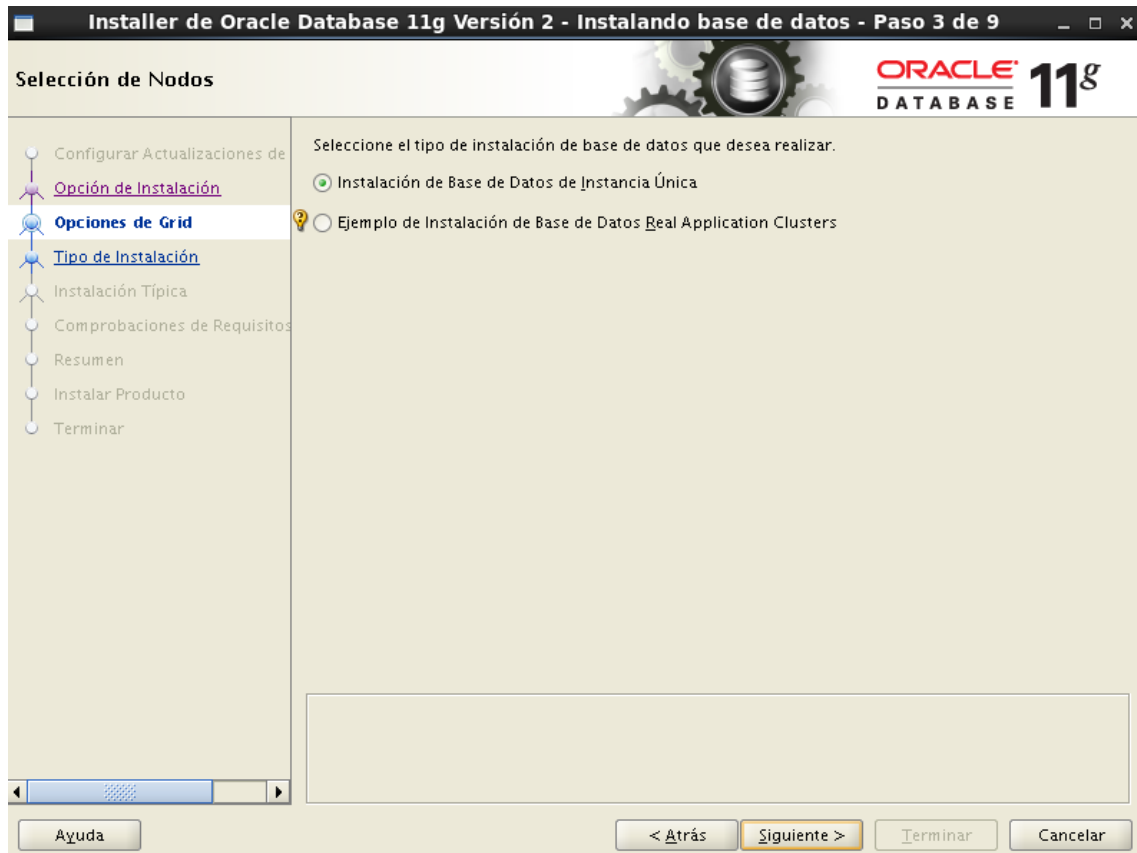 Installer de Oracle Database 11g Versión 2 - Instalando base de datos - Paso 3 de 9
Selección de Nodos
ORACLE
DATABASE
11g
Configurar Actualizaciones de
Opción de Instalación
Opciones de Grid
Tipo de Instalación
Instalación Típica
Comprobaciones de Requisitos
Resumen
Instalar Producto
Terminar
Seleccione el tipo de instalación de base de datos que desea realizar.
Instalación de Base de Datos de Instancia Única
Ejemplo de Instalación de Base de Datos Real Application Clusters
Ayuda
< Atrás
Siguiente >
Terminar
Cancelar